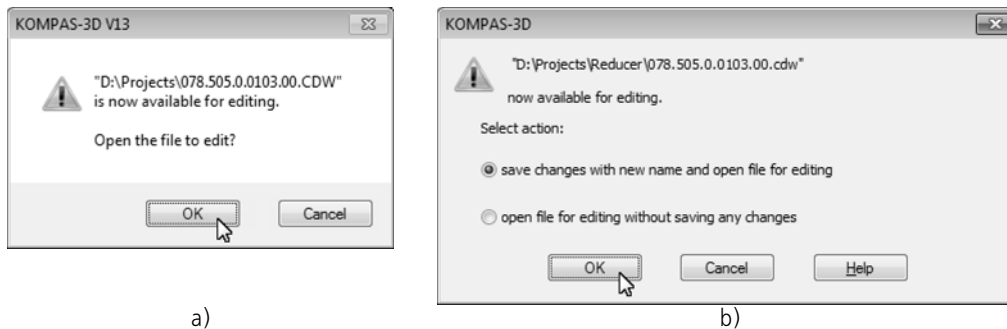 KOMPAS-3D V13
"D:\Projects\078.505.0.0103.00.CDW"
is now available for editing.
Open the file to edit?
OK
Cancel
a)
KOMPAS-3D
"D:\Projects\Reducer\078.505.0.0103.00.cdw"
now available for editing.
Select action:
save changes with new name and open file for editing
open file for editing without saving any changes
OK
Cancel
Help
b)